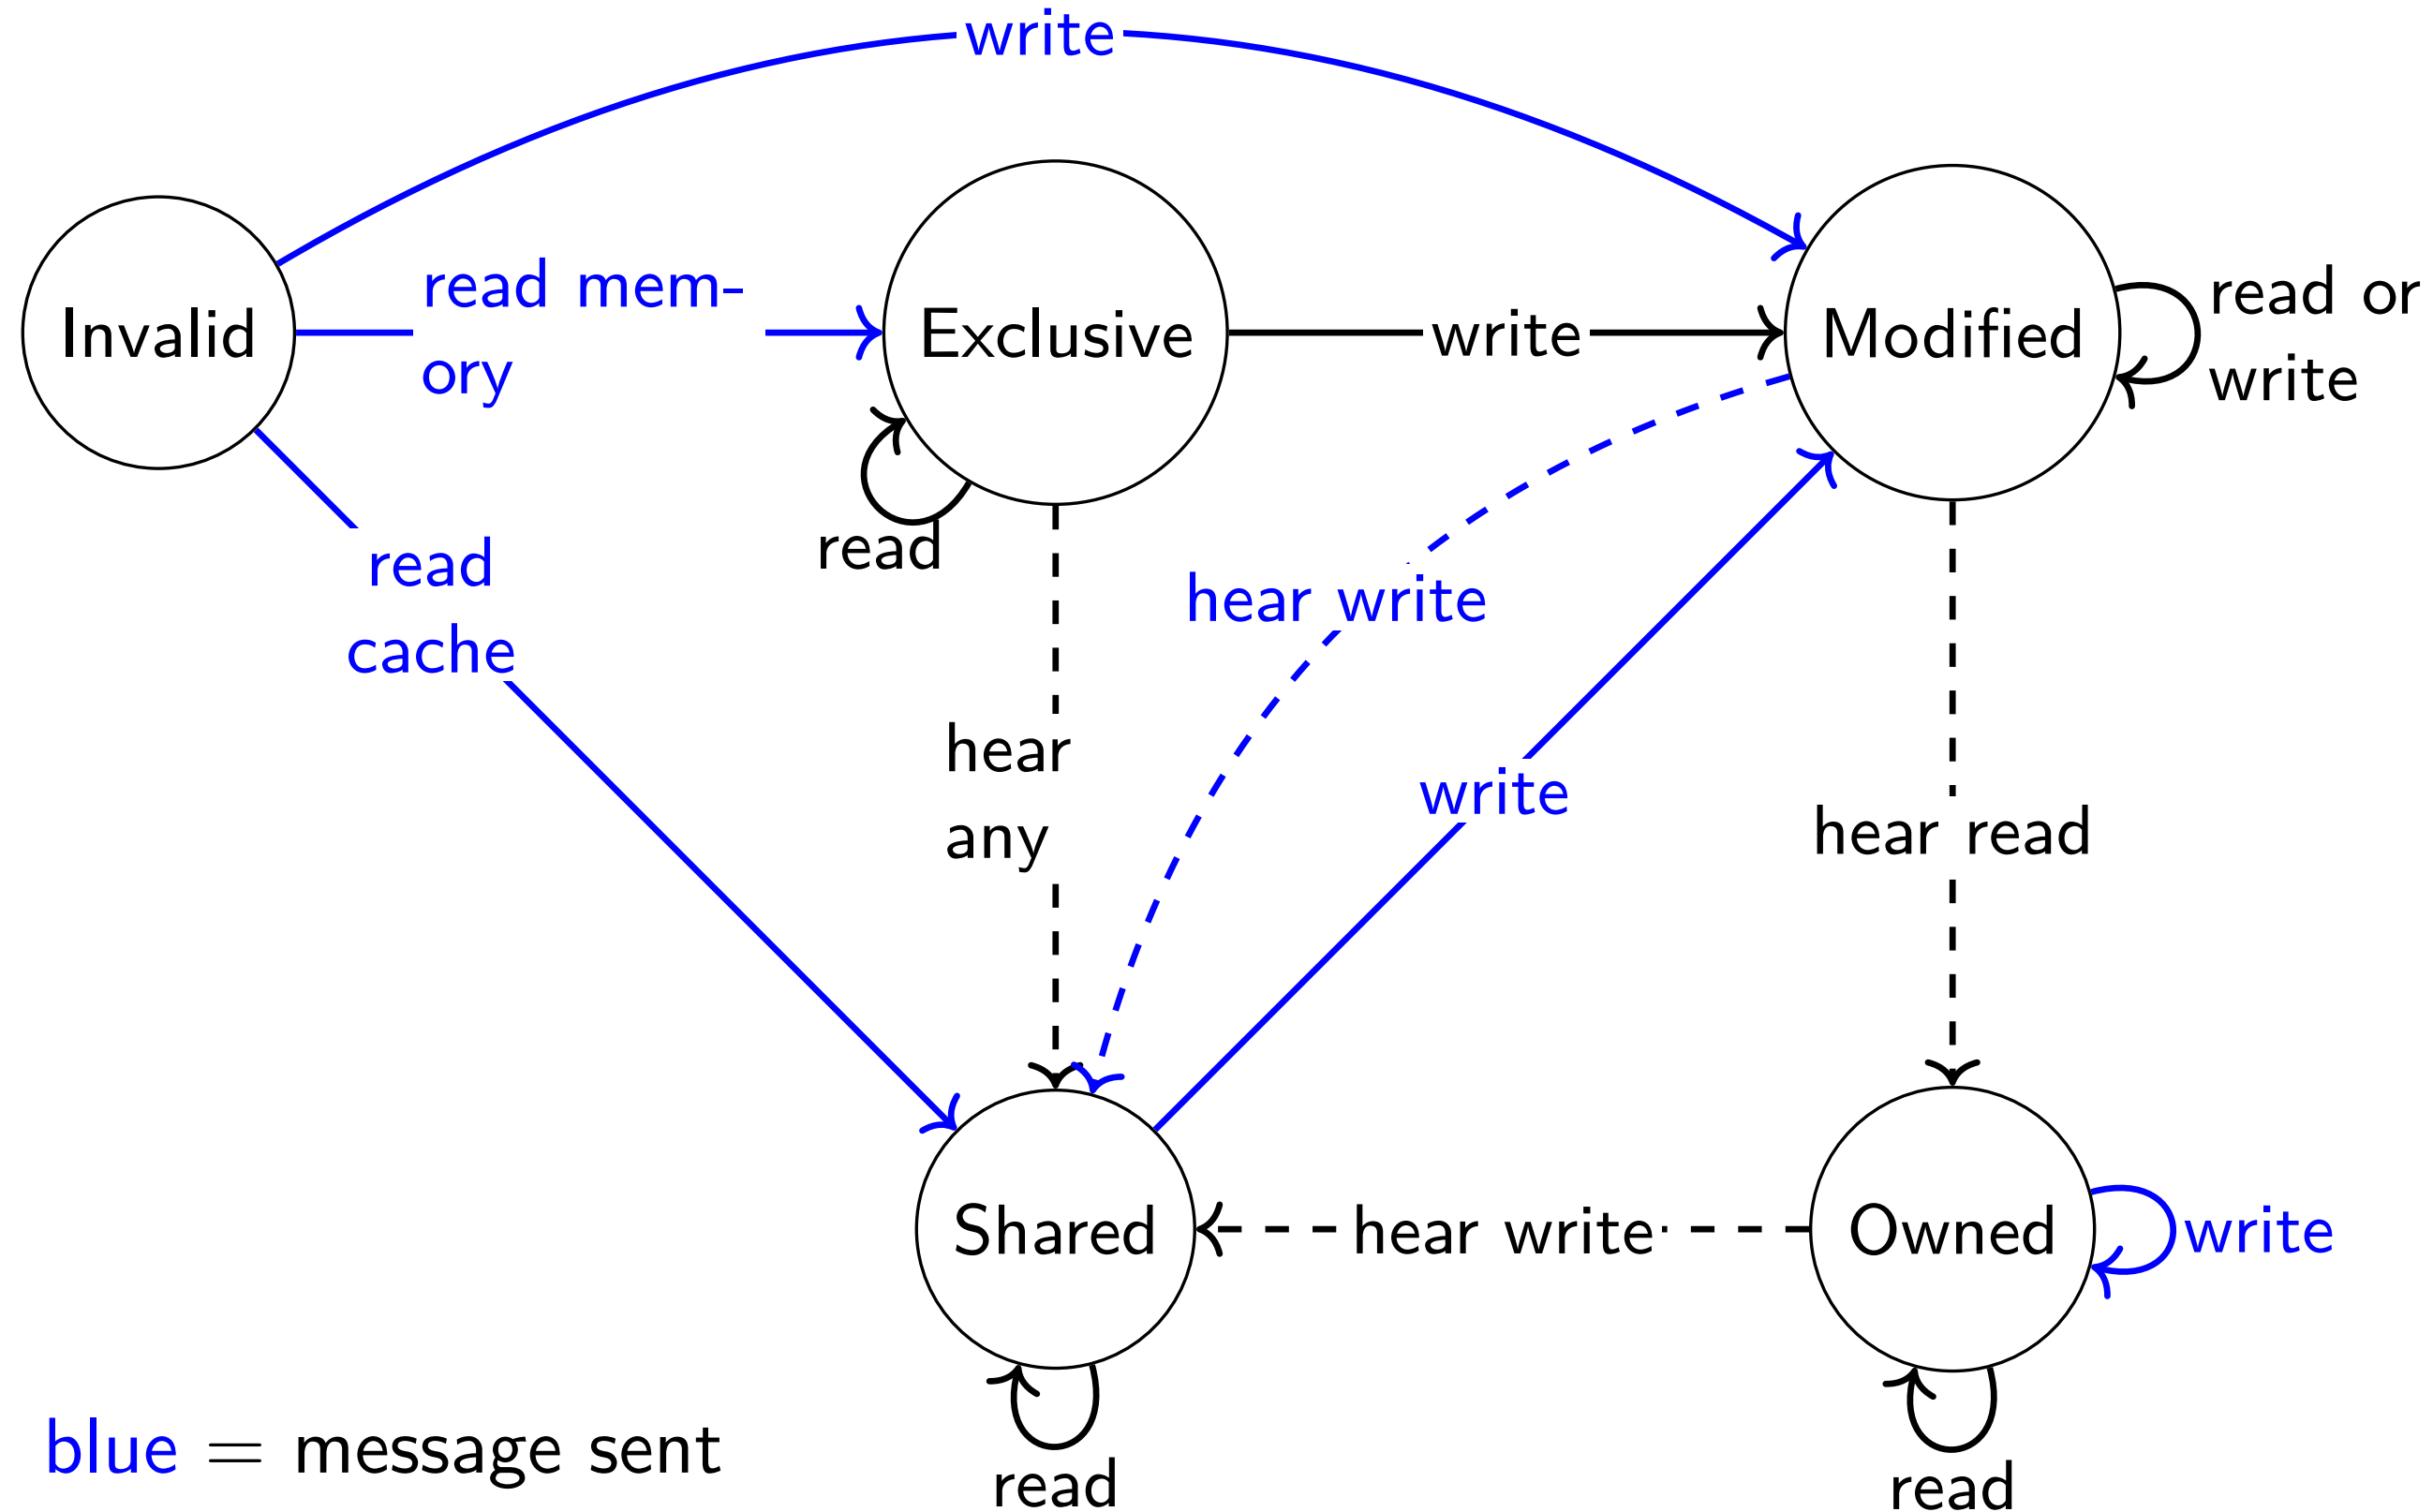 write
read mem-
ory
Invalid
Exclusive
write
Modified
read or
write
read
cache
read
hear write
hear
any
write
hear read
Shared
hear write
Owned
write
read
read
blue = message sent